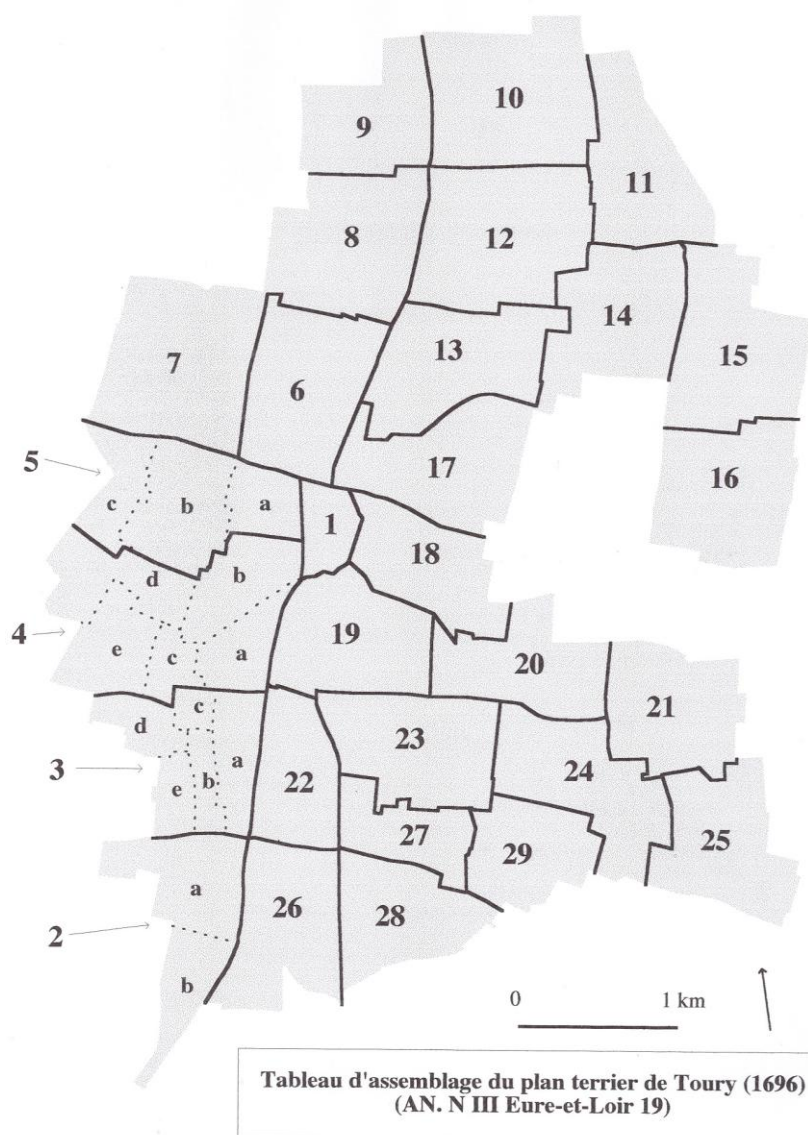 10
9
11
8
12
14
13
15
7
6
17
5
16
c
b
a
1
18
d
b
4
19
e
c
a
20
c
21
d
23
3
a
24
e
b
22
27
25
29
a
26
28
2
b
0 1 km
Tableau d'assemblage du plan terrier de Toury (1696)
(AN. N III Eure-et-Loir 19)